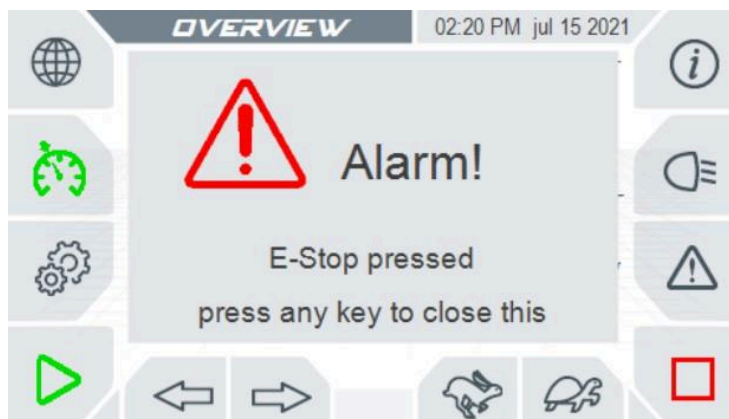 OVERVIEW
02:20 PM jul 15 2021
Alarm!
E-Stop pressed
press any key to close this